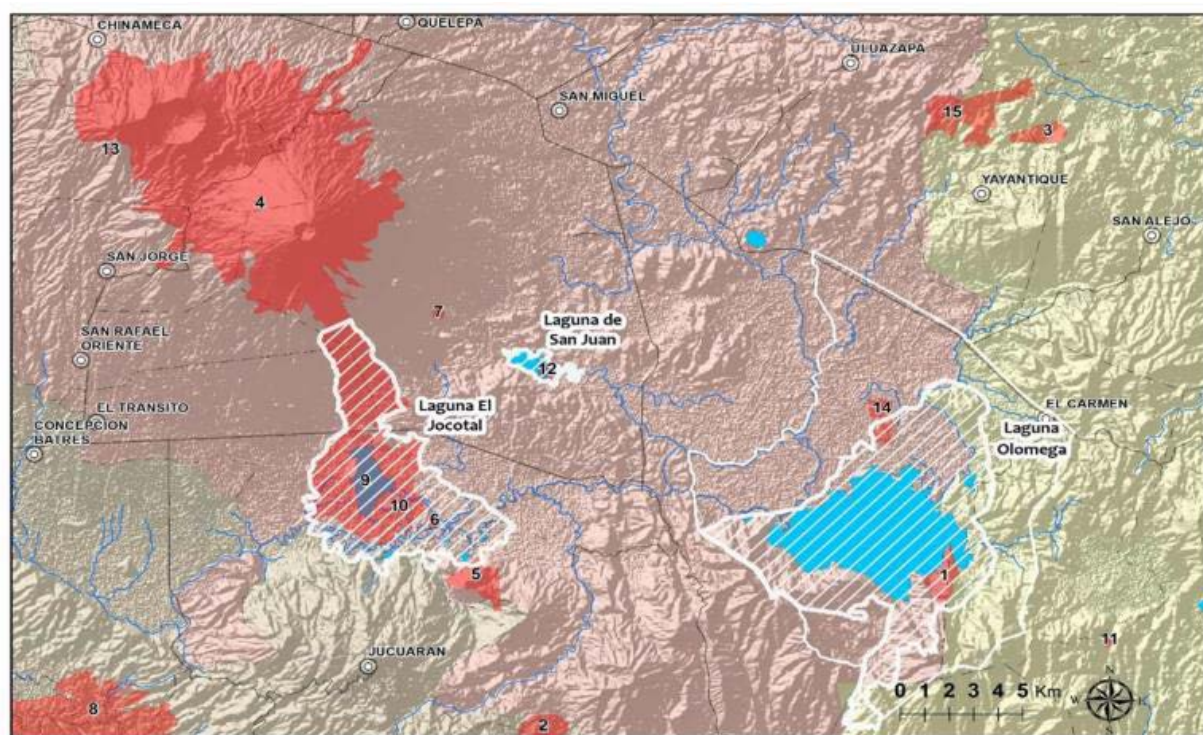 CHINAMECA
QUELEPA
ULUAZAPA
SAN MIGUEL
15
3
13
YAYANTIQUE
4
SAN ALEJO
SAN JORGE
7
Laguna de
San Juan
SAN RAFAEL
ORIENTE
12
Laguna El
Jocotal
14
EL TRANSITO
EL CARMEN
CONCEPCION
BATRES
Laguna
Olomega
9
10
6
5
1
11
JUCUARAN
N
W
E
S
0 1 2 3 4 5 Km
8
2